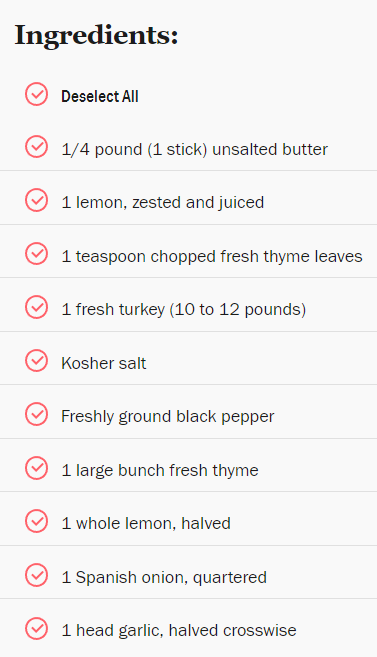 Ingredients:
Deselect All
1/4 pound (1 stick) unsalted butter
1 lemon, zested and juiced
1 teaspoon chopped fresh thyme leaves
1 fresh turkey (10 to 12 pounds)
Kosher salt
Freshly ground black pepper
1 large bunch fresh thyme
1 whole lemon, halved
1 Spanish onion, quartered
1 head garlic, halved crosswise